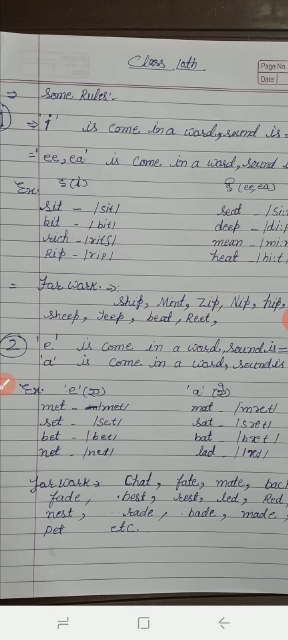 Class 10th
Page No.
Date
⇒ Some Rules:-
1 ⇒ 'i' is come in a word, sound is =
⇒ 'ee, ea' is come in a word, sound i
Ex: इ (i) ई (ee, ea)
sit - /sit/ seat - /si:
bit - /bit/ deep - /di:
rich - /ritʃ/ mean - /mi:n
Rip - /rip/ heat - /hi:t
= For work ⇒
Ship, Mint, Zip, Nip, hip,
Sheep, Jeep, beat, Reet,
2 'e' is come in a word, sound is =
'a' is come in a word, sound is
Ex. 'e' 'a'
met - /met/ mat - /mæt/
set - /set/ sat - /sæt/
bet - /bet/ bat - /bæt/
net - /net/ lad -
For work ⇒ Chat, fate, mate, bac
fade, best, rest, led, Red
nest, rade, bade, made,
pet etc.